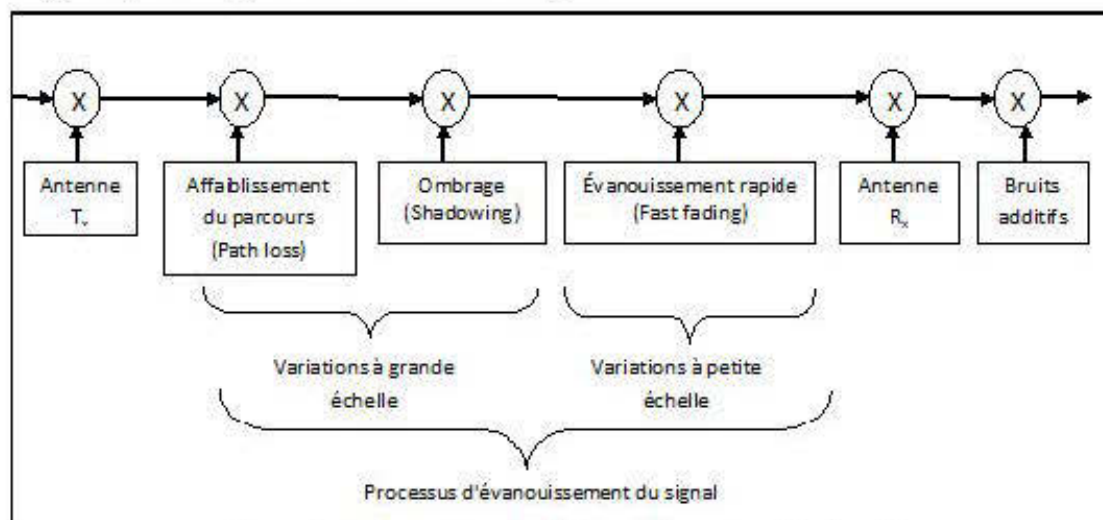 X X X X X X
Antenne
Tᵥ
Affaiblissement
du parcours
(Path loss)
Ombrage
(Shadowing)
Évanouissement rapide
(Fast fading)
Antenne
Rₓ
Bruits
additifs
Variations à grande
échelle
Variations à petite
échelle
Processus d'évanouissement du signal